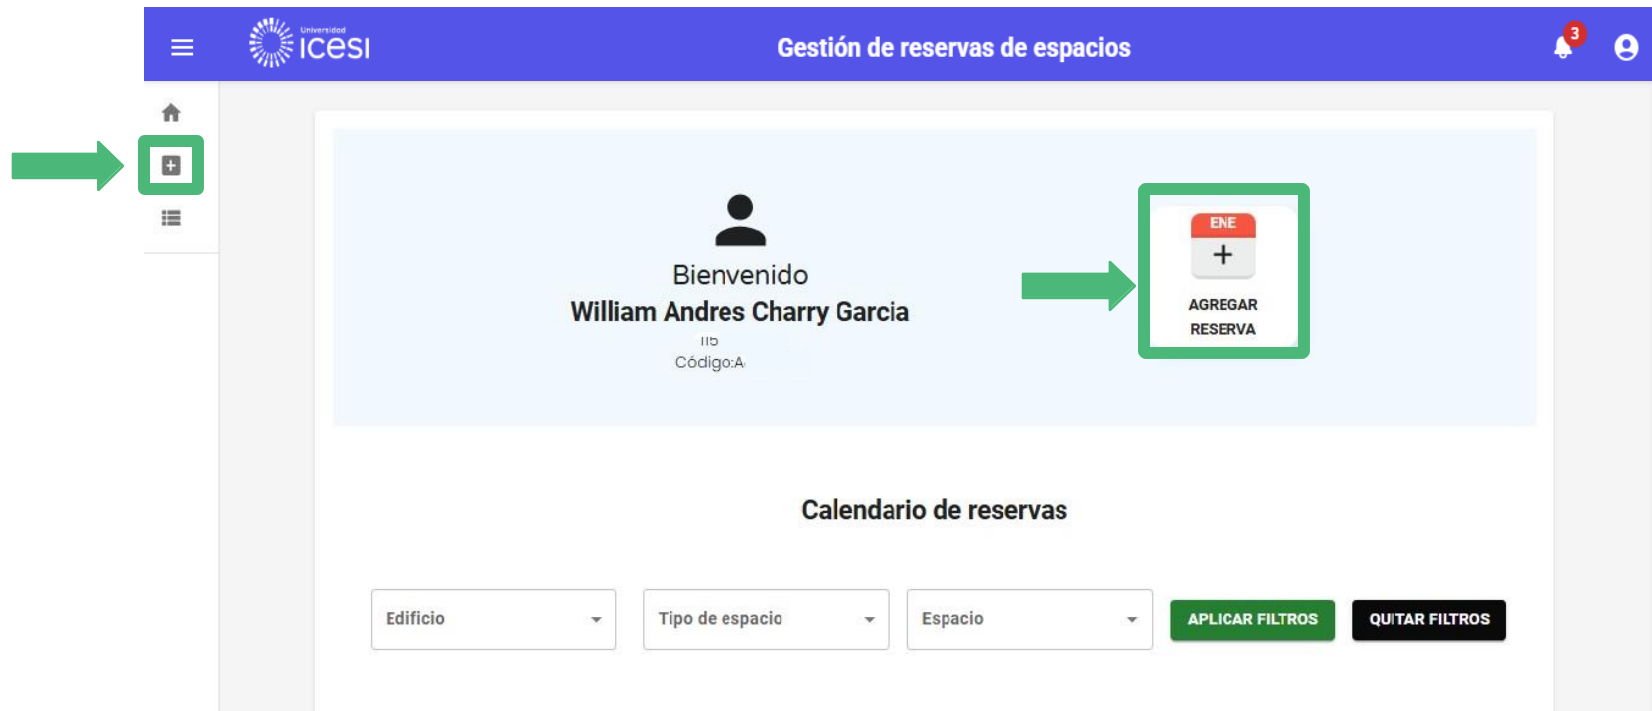 Universidad
icesi
Gestión de reservas de espacios
3
ENE
AGREGAR
RESERVA
Bienvenido
William Andres Charry Garcia
Código:A
Calendario de reservas
Edificio
Tipo de espacio
Espacio
APLICAR FILTROS
QUITAR FILTROS